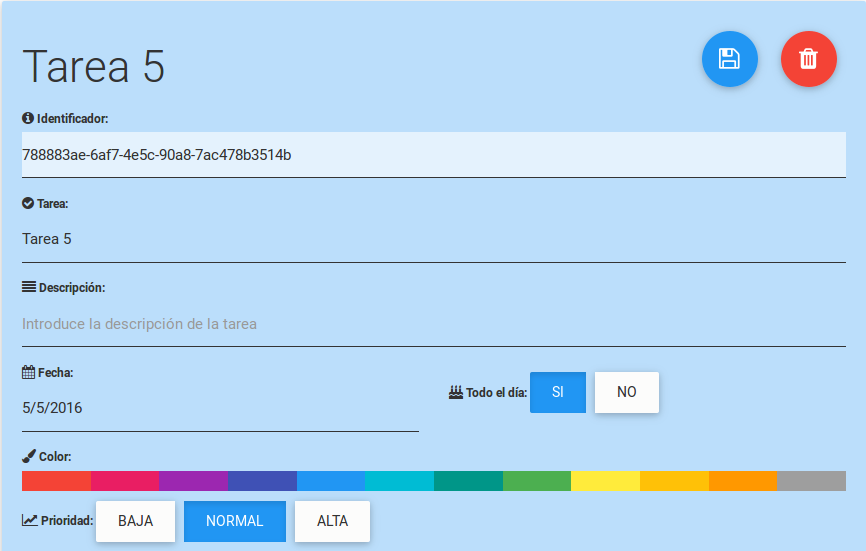 Tarea 5
Identificador:
788883ae-6af7-4e5c-90a8-7ac478b3514b
Tarea:
Tarea 5
Descripción:
Introduce la descripción de la tarea
Fecha:
5/5/2016
Todo el día: SI NO
Color:
Prioridad: BAJA NORMAL ALTA